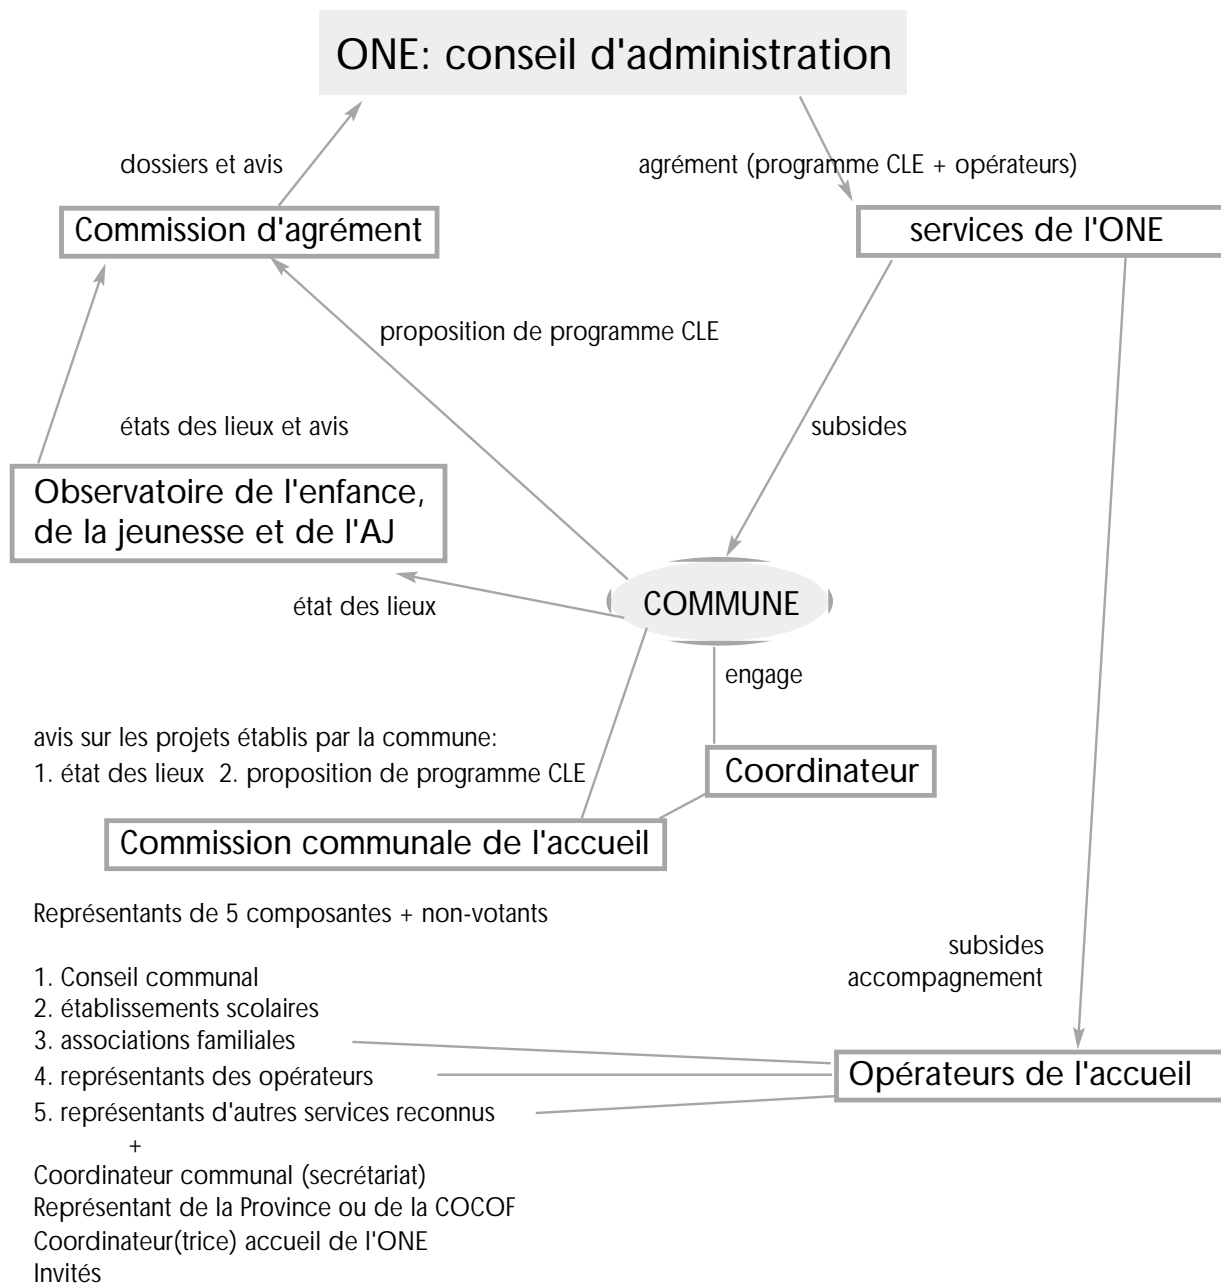 ONE: conseil d'administration
dossiers et avis
agrément (programme CLE + opérateurs)
Commission d'agrément
services de l'ONE
proposition de programme CLE
états des lieux et avis
subsides
Observatoire de l'enfance,
de la jeunesse et de l'AJ
COMMUNE
état des lieux
engage
avis sur les projets établis par la commune:
1. état des lieux  2. proposition de programme CLE
Coordinateur
Commission communale de l'accueil
Représentants de 5 composantes + non-votants
subsides
accompagnement
1. Conseil communal
2. établissements scolaires
3. associations familiales
4. représentants des opérateurs
Opérateurs de l'accueil
5. représentants d'autres services reconnus
+
Coordinateur communal (secrétariat)
Représentant de la Province ou de la COCOF
Coordinateur(trice) accueil de l'ONE
Invités